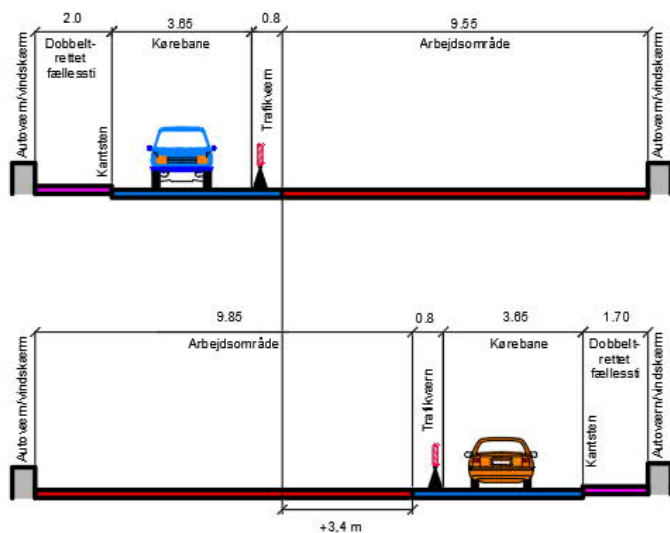 2.0 3.65 0.8 9.55
Autoværn/vindskærm
Dobbelt-
rettet
fællessti
Kantsten
Kørebane
Trafikværn
Arbejdsområde
Autoværn/vindskærm
9.85 0.8 3.65 1.70
Autoværn/vindskærm
Arbejdsområde
Trafikværn
Kørebane
Kantsten
Dobbelt-
rettet
fællessti
Autoværn/vindskærm
+3,4 m